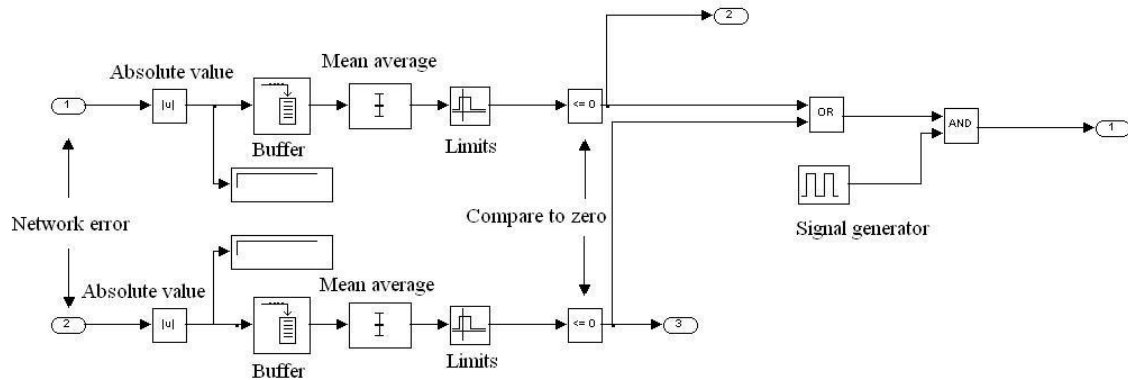 2
Mean average
Absolute value
1
|u|
Buffer
Limits
<= 0
OR
AND
1
Network error
Compare to zero
Signal generator
Mean average
Absolute value
2
|u|
Buffer
Limits
<= 0
3